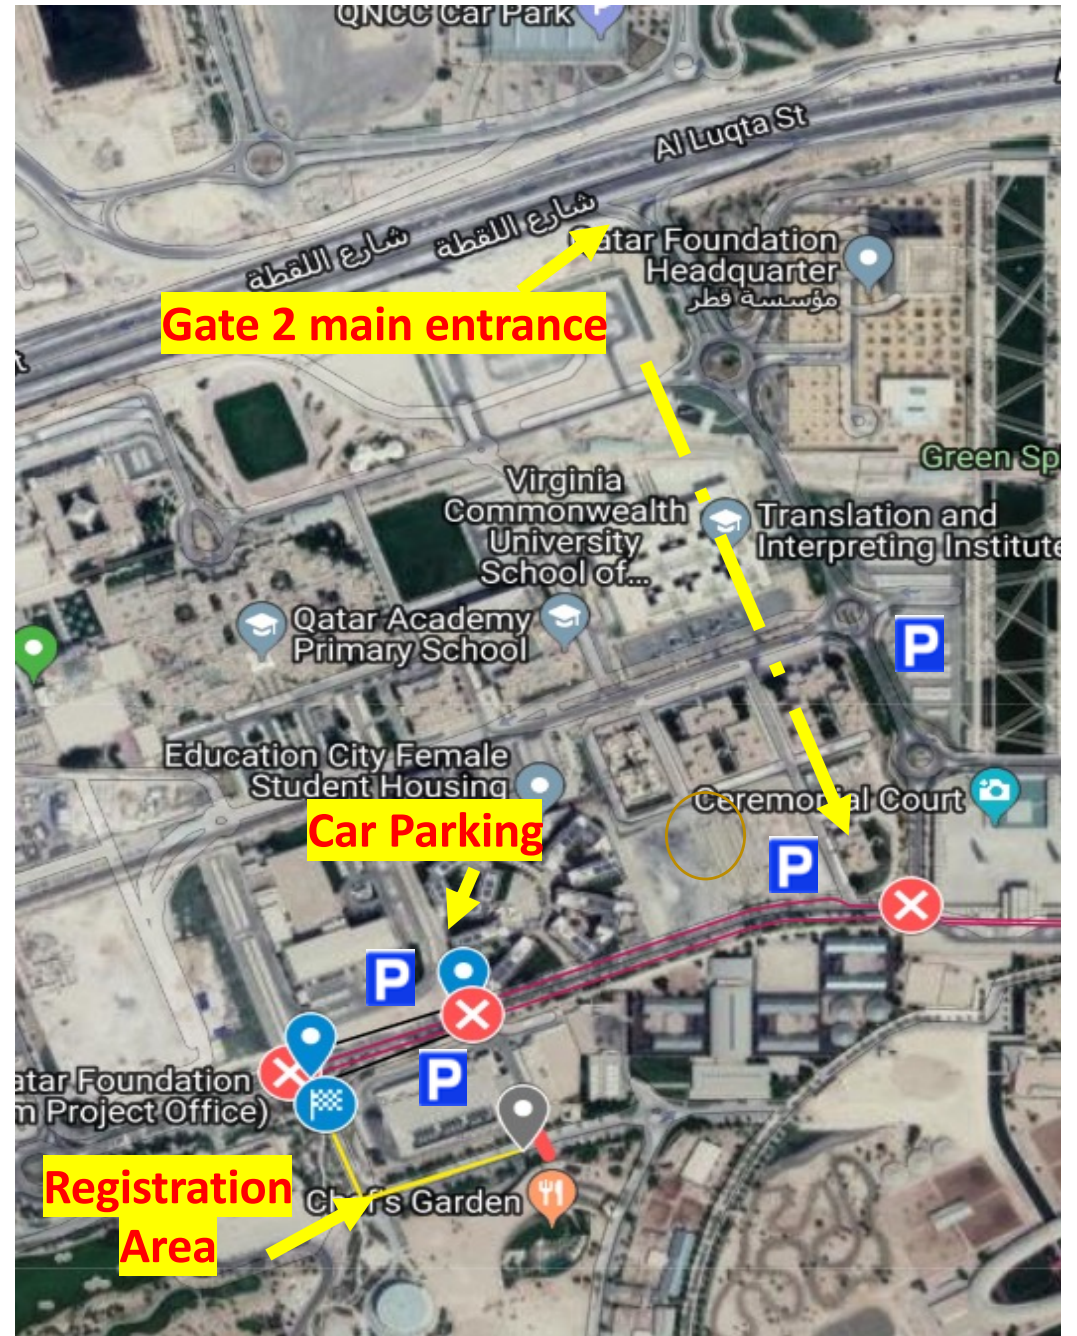 QNCC Car Park
Al Luqta St
شارع اللقطة
شارع اللقطة
atar Foundation
Headquarter
مؤسسة قطر
Gate 2 main entrance
t
Green Sp
Virginia
Commonwealth
University
School of...
Translation and
Interpreting Institute
Qatar Academy
Primary School
P
Education City Female
Student Housing
Ceremonial Court
Car Parking
P
P
P
atar Foundation
m Project Office)
Registration
Area
Chef's Garden